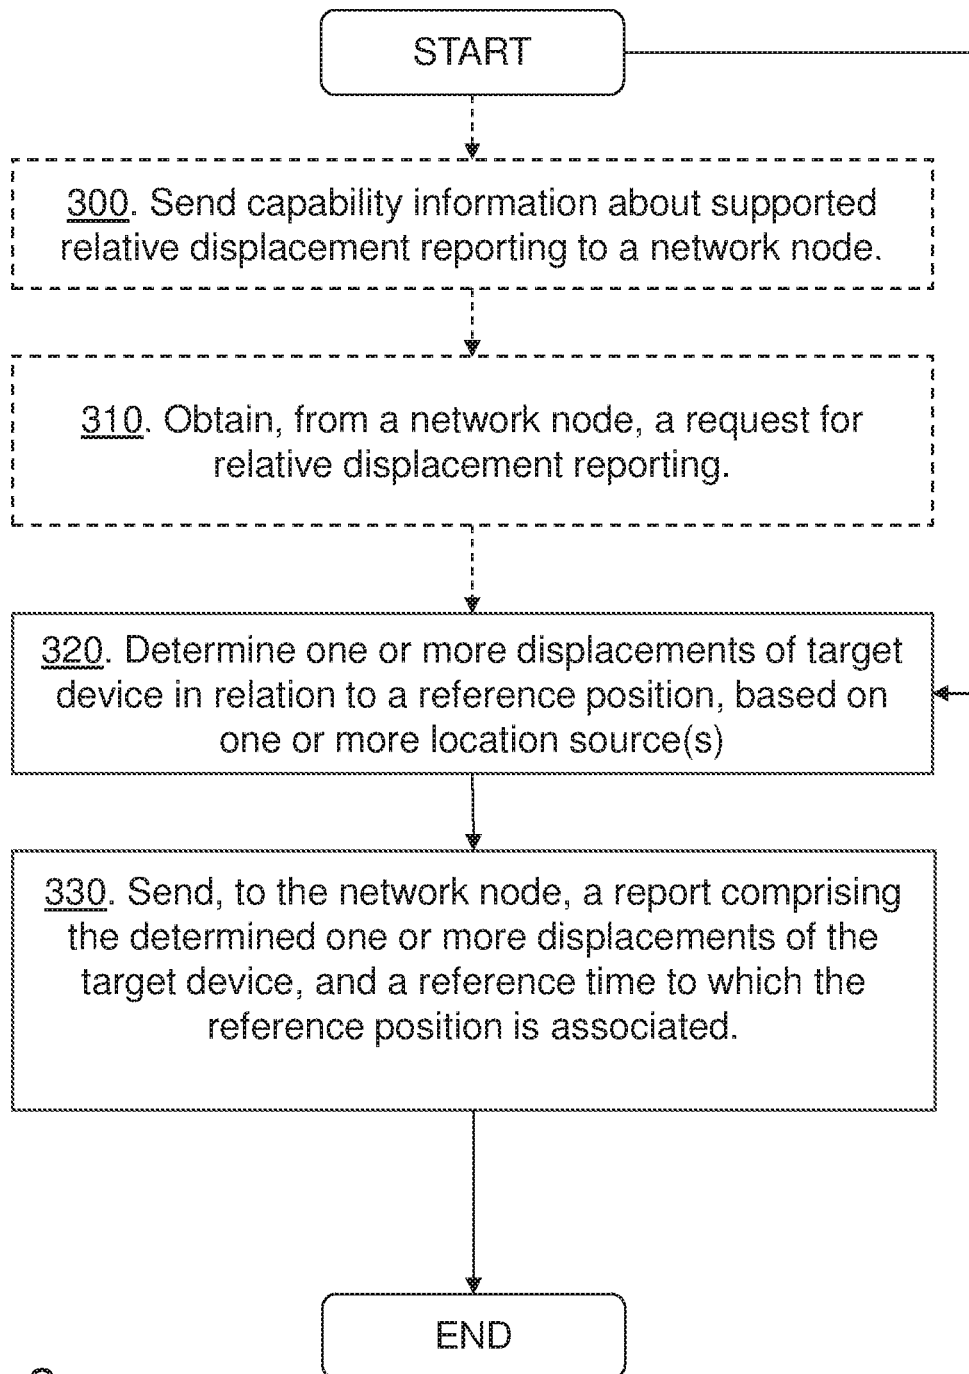 START
300. Send capability information about supported
relative displacement reporting to a network node.
310. Obtain, from a network node, a request for
relative displacement reporting.
320. Determine one or more displacements of target
device in relation to a reference position, based on
one or more location source(s)
330. Send, to the network node, a report comprising
the determined one or more displacements of the
target device, and a reference time to which the
reference position is associated.
END